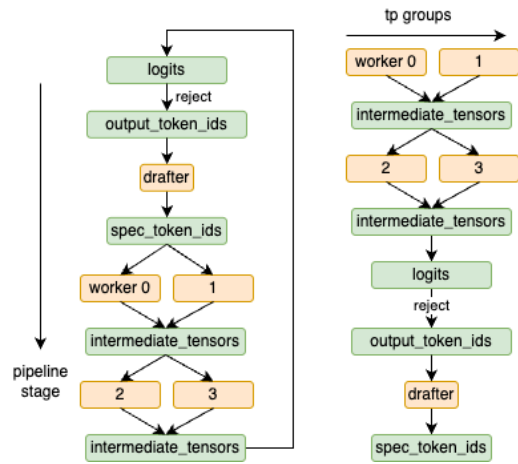 logits
reject
output_token_ids
drafter
spec_token_ids
worker 0 1
intermediate_tensors
2 3
intermediate_tensors
pipeline
stage
tp groups
worker 0 1
intermediate_tensors
2 3
intermediate_tensors
logits
reject
output_token_ids
drafter
spec_token_ids